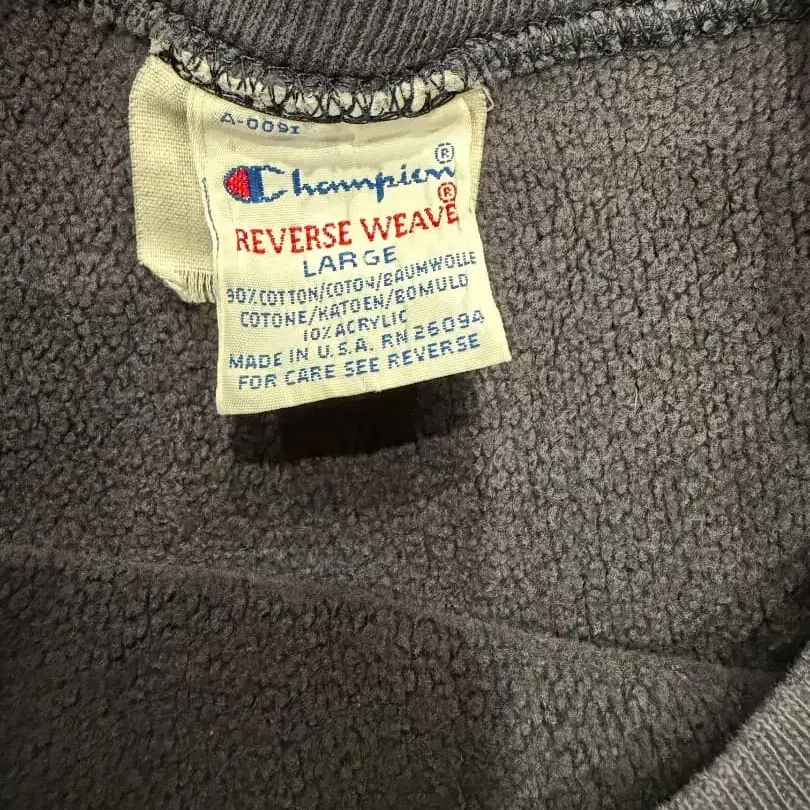 A-0091
Champion®
REVERSE WEAVE®
LARGE
90% COTTON/COTON/BAUMWOLLE
COTONE/KATOEN/BOMULD
10% ACRYLIC
MADE IN U.S.A. RN 26094
FOR CARE SEE REVERSE